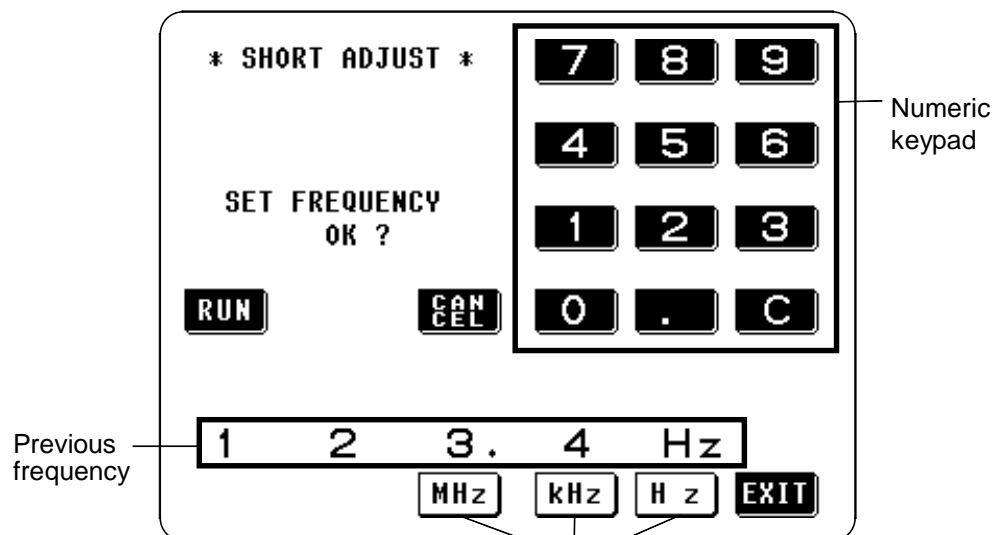 * SHORT ADJUST *
7 8 9
Numeric
keypad
4 5 6
SET FREQUENCY
OK ?
1 2 3
RUN
CAN
CEL
0 . C
Previous
frequency
1 2 3. 4 Hz
MHz kHz H z EXIT